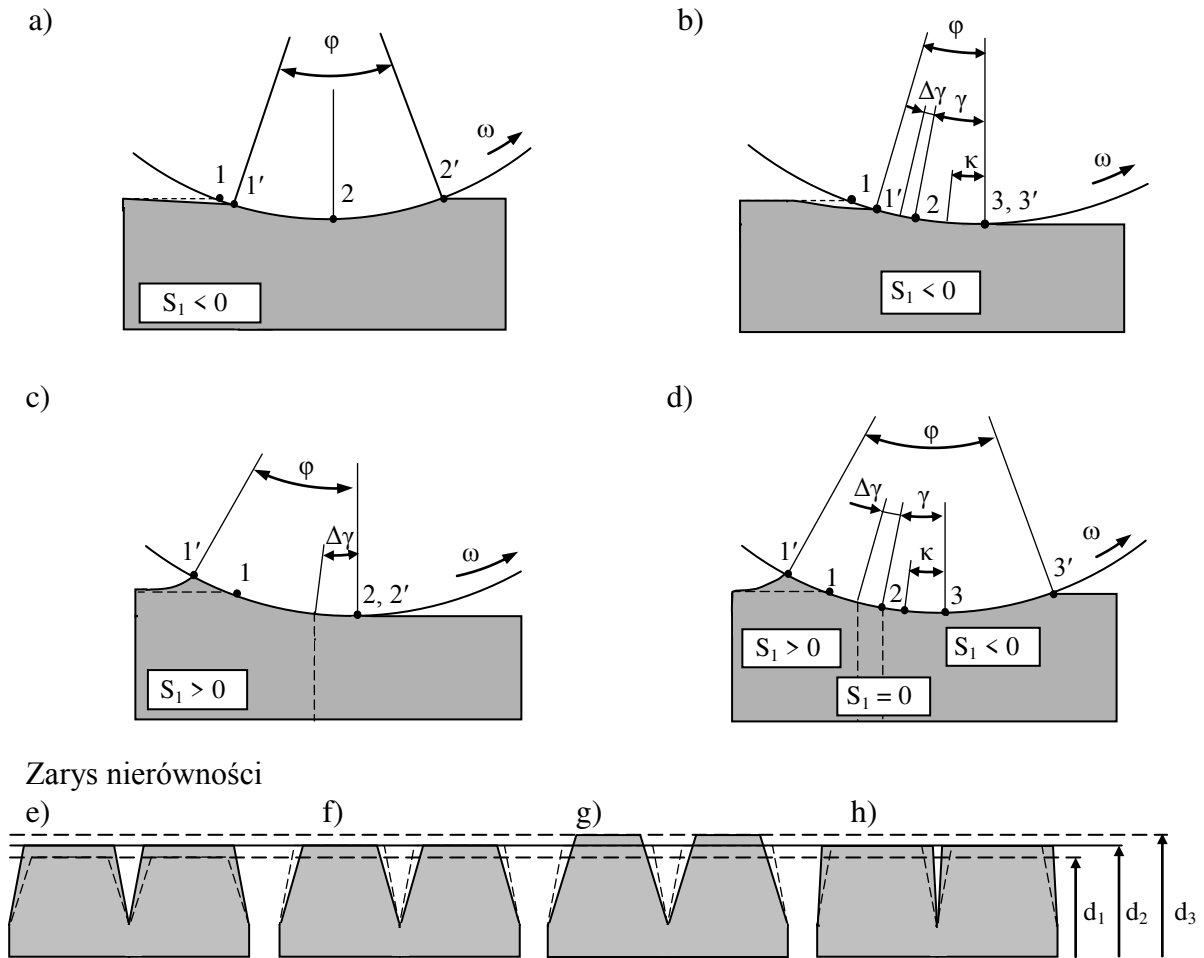 a)
φ
ω
1
1′
2
2′
S₁ < 0
b)
φ
Δγ γ
κ
ω
1
1′
2
3, 3′
S₁ < 0
c)
φ
Δγ
ω
1′
1
2, 2′
S₁ > 0
d)
φ
Δγ γ
κ
ω
1′
1
2
3
3′
S₁ > 0
S₁ < 0
S₁ = 0
Zarys nierówności
e) f) g) h)
d₁ d₂ d₃